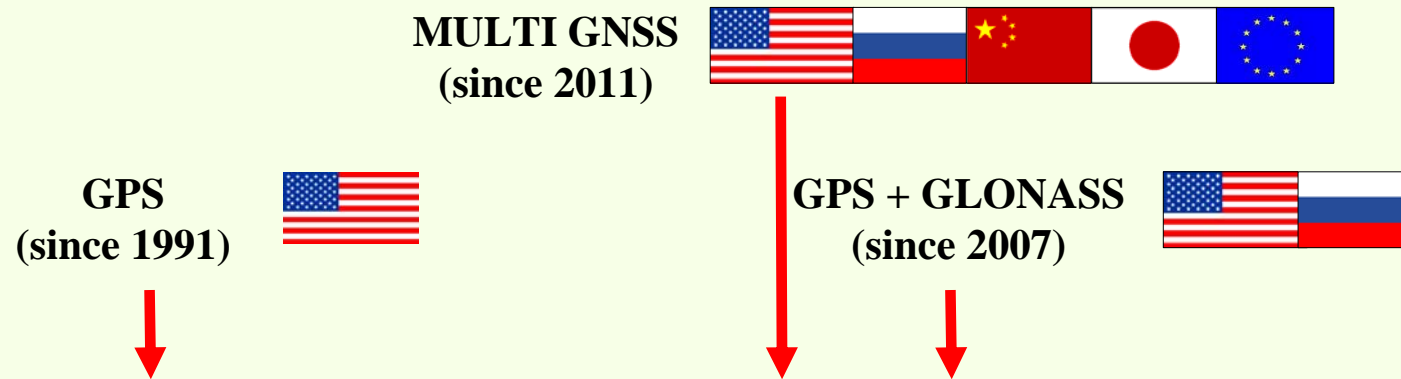 MULTI GNSS
(since 2011)
GPS
(since 1991)
GPS + GLONASS
(since 2007)